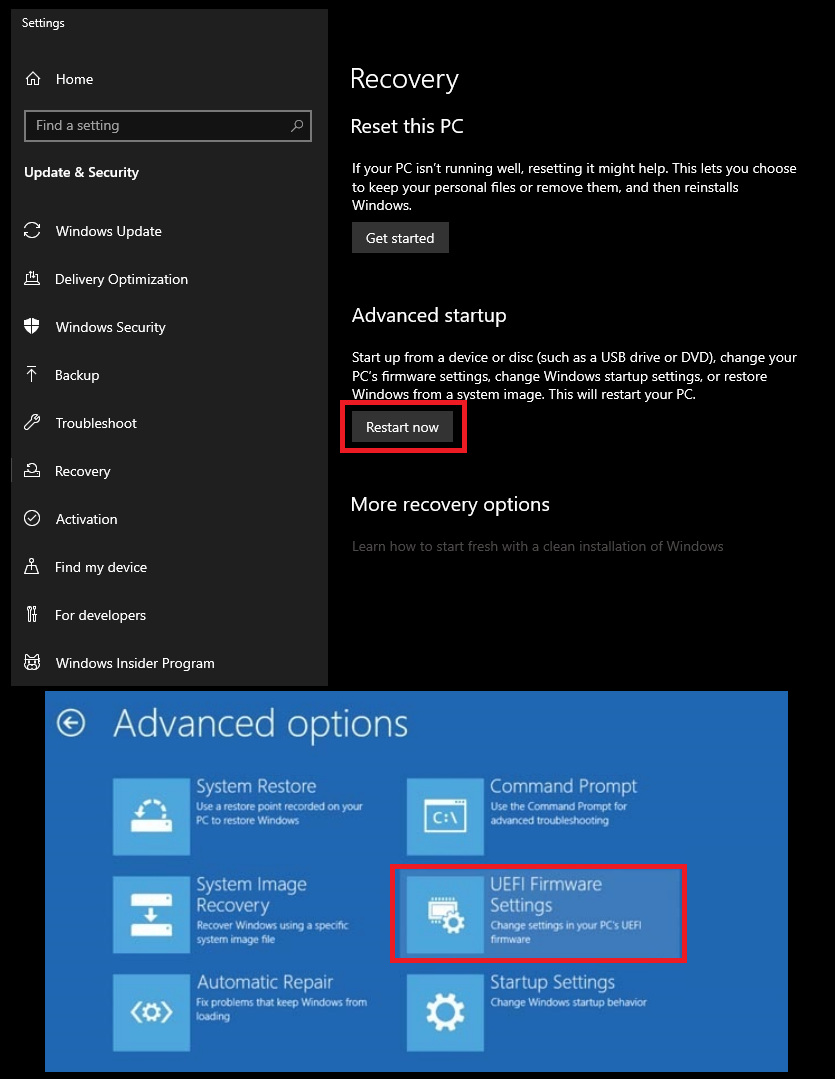 Settings
Home
Find a setting
Update & Security
Windows Update
Delivery Optimization
Windows Security
Backup
Troubleshoot
Recovery
Activation
Find my device
For developers
Windows Insider Program
Recovery
Reset this PC
If your PC isn't running well, resetting it might help. This lets you choose
to keep your personal files or remove them, and then reinstalls
Windows.
Get started
Advanced startup
Start up from a device or disc (such as a USB drive or DVD), change your
PC's firmware settings, change Windows startup settings, or restore
Windows from a system image. This will restart your PC.
Restart now
More recovery options
Learn how to start fresh with a clean installation of Windows
Advanced options
System Restore
Use a restore point recorded on your
PC to restore Windows
Command Prompt
Use the Command Prompt for
advanced troubleshooting
C:\
System Image
Recovery
Recover Windows using a specific
system image file
UEFI Firmware
Settings
Change settings in your PC's UEFI
firmware
Automatic Repair
Fix problems that keep Windows from
loading
Startup Settings
Change Windows startup behavior